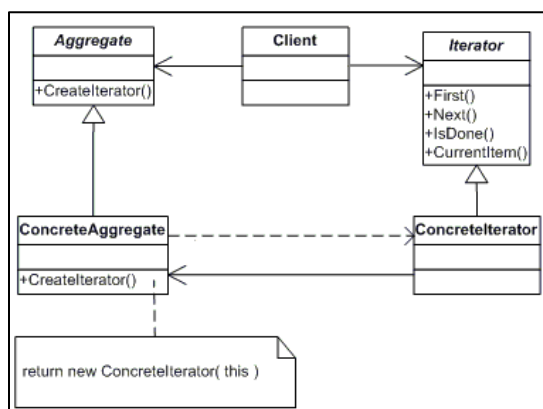 Aggregate
+CreateIterator()
Client
Iterator
+First()
+Next()
+IsDone()
+CurrentItem()
ConcreteAggregate
+CreateIterator()
ConcreteIterator
return new ConcreteIterator( this )